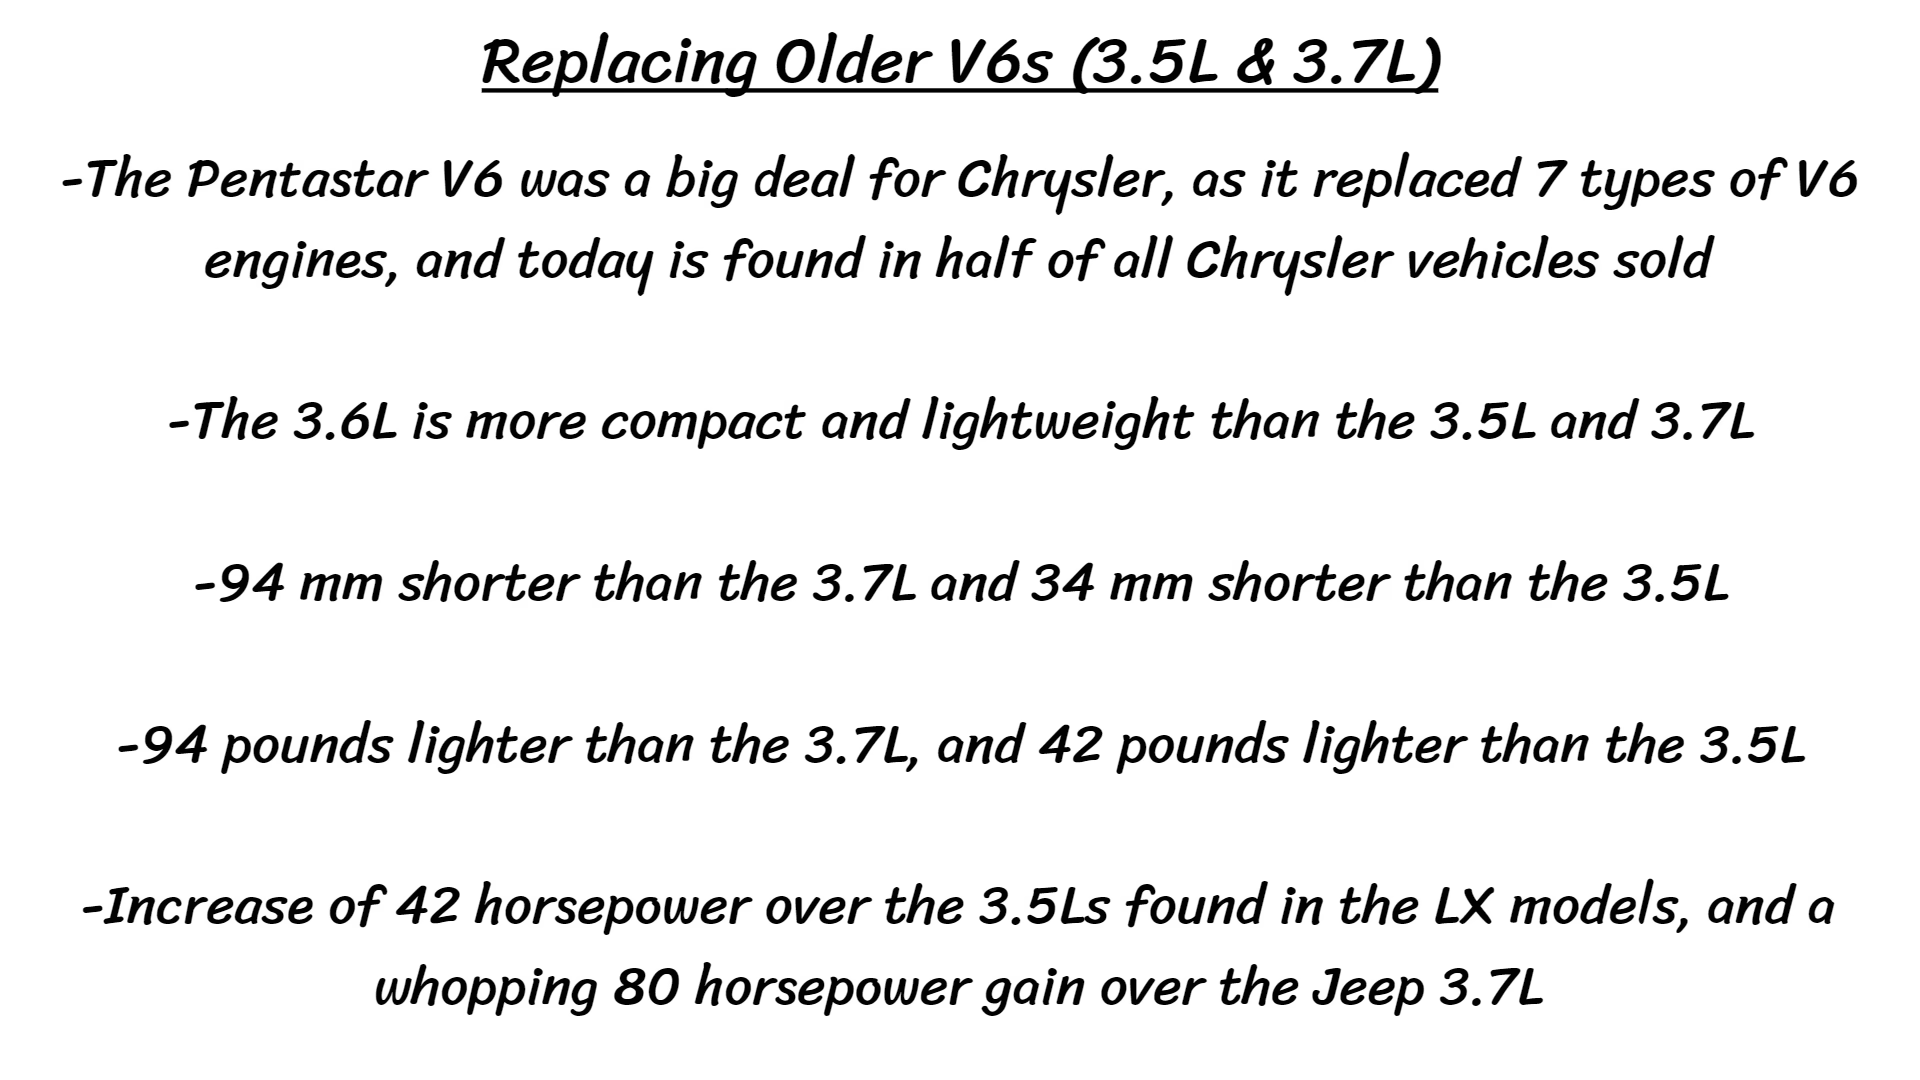 Replacing Older V6s (3.5L & 3.7L)
-The Pentastar V6 was a big deal for Chrysler, as it replaced 7 types of V6
engines, and today is found in half of all Chrysler vehicles sold
-The 3.6L is more compact and lightweight than the 3.5L and 3.7L
-94 mm shorter than the 3.7L and 34 mm shorter than the 3.5L
-94 pounds lighter than the 3.7L, and 42 pounds lighter than the 3.5L
-Increase of 42 horsepower over the 3.5Ls found in the LX models, and a
whopping 80 horsepower gain over the Jeep 3.7L